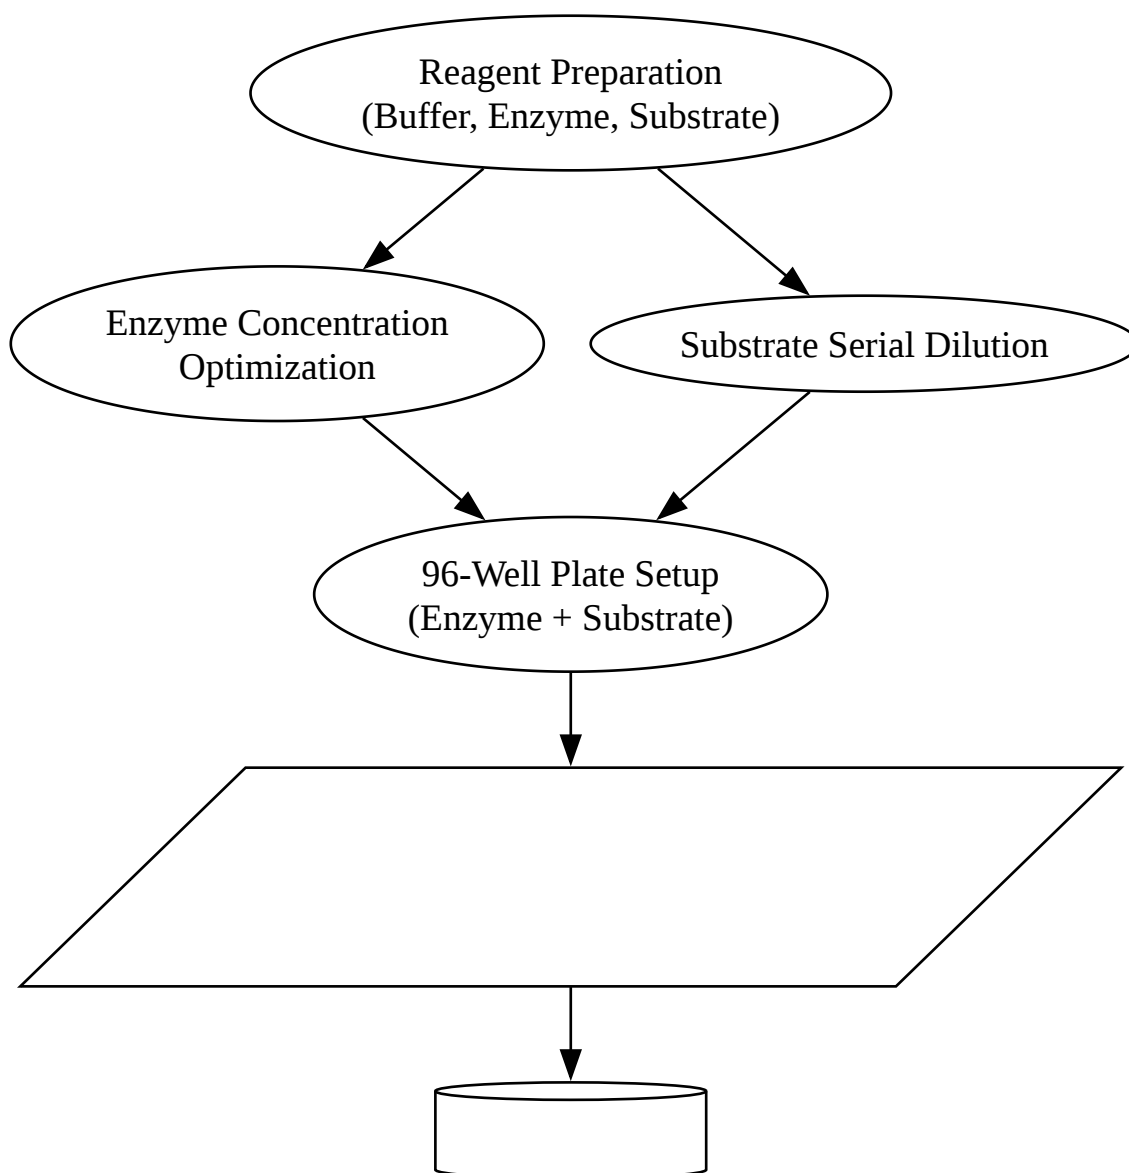 Reagent Preparation
(Buffer, Enzyme, Substrate)
Enzyme Concentration
Optimization
Substrate Serial Dilution
96-Well Plate Setup
(Enzyme + Substrate)